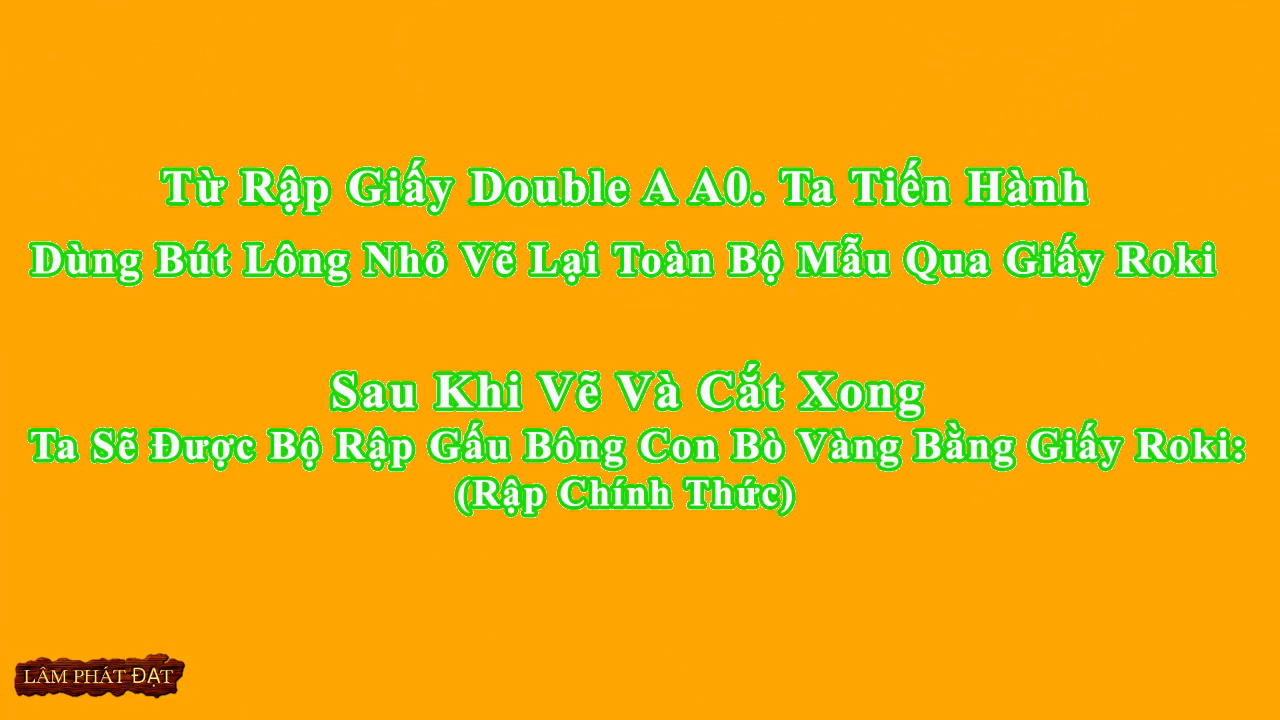 Từ Rập Giấy Double A A0. Ta Tiến Hành
Dùng Bút Lông Nhỏ Vẽ Lại Toàn Bộ Mẫu Qua Giấy Roki
Sau Khi Vẽ Và Cắt Xong
Ta Sẽ Được Bộ Rập Gấu Bông Con Bò Vàng Bằng Giấy Roki:
(Rập Chính Thức)
LÂM PHÁT ĐẠT